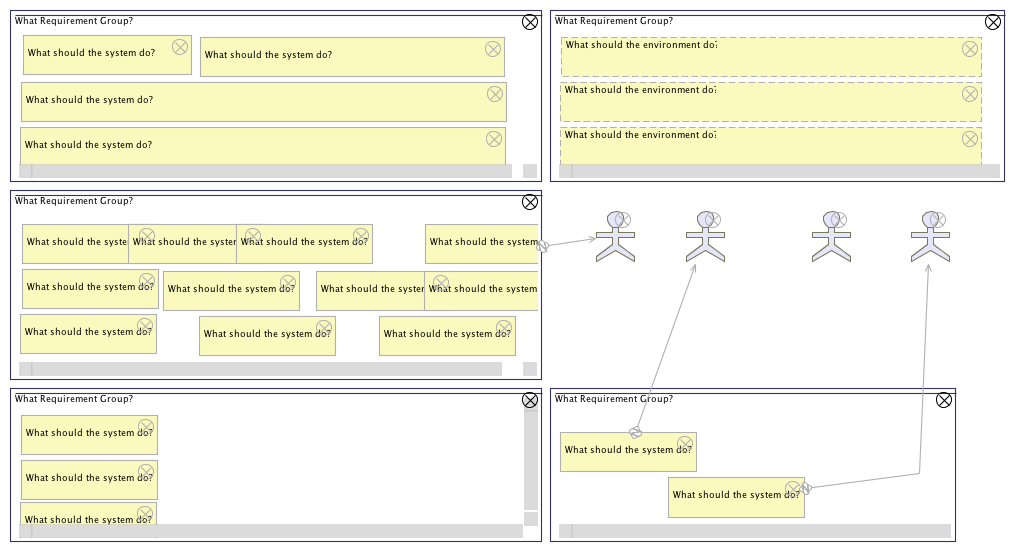 What Requirement Group?
What should the system do?
What should the system do?
What should the system do?
What should the system do?
What Requirement Group?
What should the environment do?
What should the environment do?
What should the environment do?
What Requirement Group?
What should the syste
What should the syster
What should the system do?
What should the system
What should the system do?
What should the system do?
What should the syster
What should the system
What should the system do?
What should the system do?
What should the system do?
What Requirement Group?
What should the system do?
What should the system do?
What should the system do?
What Requirement Group?
What should the system do?
What should the system do?